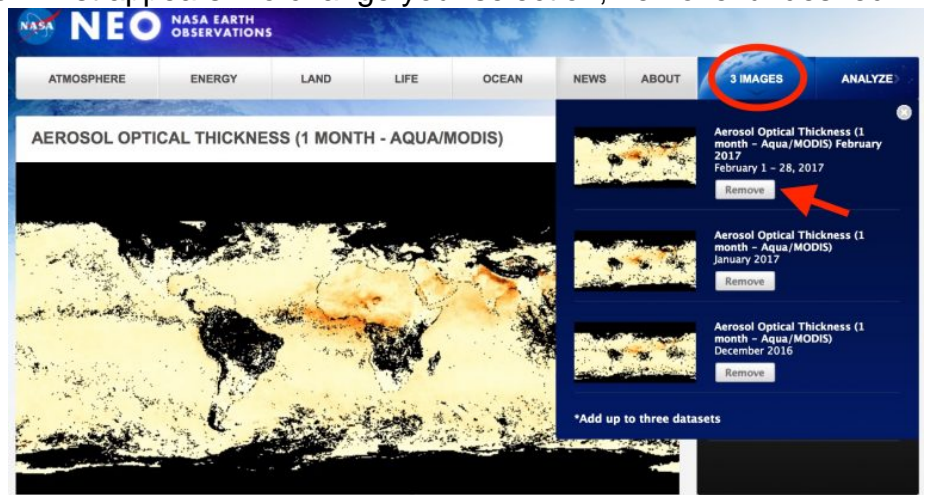 NASA NEO NASA EARTH
OBSERVATIONS
ATMOSPHERE ENERGY LAND LIFE OCEAN NEWS ABOUT 3 IMAGES ANALYZE
AEROSOL OPTICAL THICKNESS (1 MONTH - AQUA/MODIS)
Aerosol Optical Thickness (1
month – Aqua/MODIS) February
2017
February 1 – 28, 2017
Remove
Aerosol Optical Thickness (1
month – Aqua/MODIS)
January 2017
Remove
Aerosol Optical Thickness (1
month – Aqua/MODIS)
December 2016
Remove
*Add up to three datasets